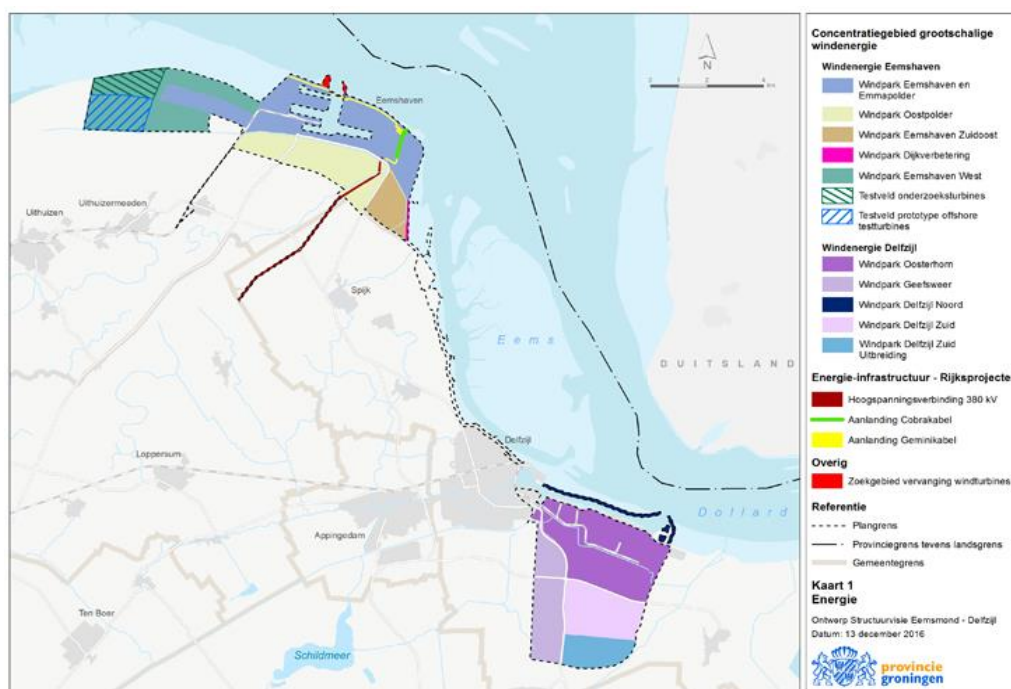 N
0 2 4
km
Eemshaven
Uithuizermeeden
Uithuizen
Spijk
Eems
DUITSLAND
Delfzijl
Loppersum
Dollard
Appingedam
Ten Boer
Schildmeer
Concentratiegebied grootschalige
windenergie
Windenergie Eemshaven
Windpark Eemshaven en
Emmapolder
Windpark Oostpolder
Windpark Eemshaven Zuidoost
Windpark Dijkverbetering
Windpark Eemshaven West
Testveld onderzoeksturbines
Testveld prototype offshore
testturbines
Windenergie Delfzijl
Windpark Oosterhorn
Windpark Geefsweer
Windpark Delfzijl Noord
Windpark Delfzijl Zuid
Windpark Delfzijl Zuid
Uitbreiding
Energie-infrastructuur - Rijksprojecte
Hoogspanningsverbinding 380 kV
Aanlanding Cobrakabel
Aanlanding Geminikabel
Overig
Zoekgebied vervanging windturbines
Referentie
Plangrens
Provinciegrens tevens landsgrens
Gemeentegrens
Kaart 1
Energie
Ontwerp Structuurvisie Eemsmond - Delfzijl
Datum: 13 december 2016
provincie
groningen